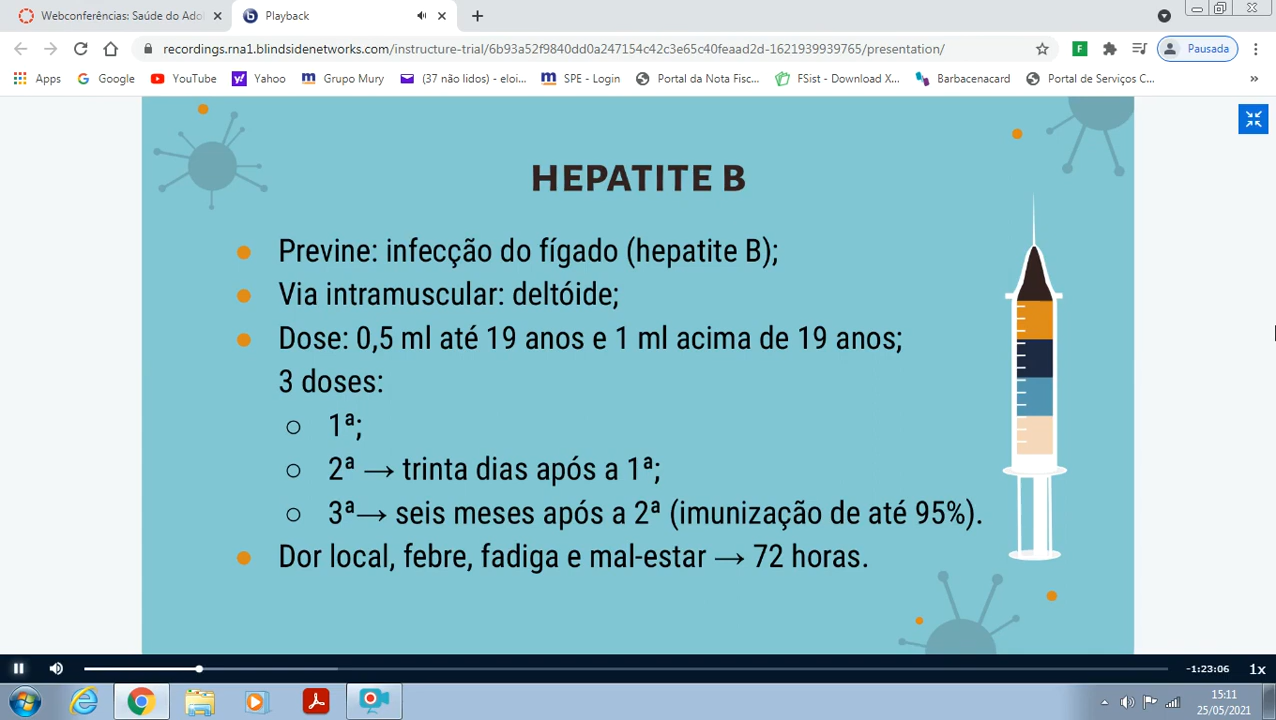 Webconferências: Saúde do Adol
Playback
recordings.rna1.blindsidenetworks.com/instructure-trial/6b93a52f9840dd0a247154c42c3e65c40feaad2d-1621939939765/presentation/
Pausada
Apps
Google
YouTube
Yahoo
Grupo Mury
(37 não lidos) - eloi...
SPE - Login
Portal da Nota Fisc...
FSist - Download X...
Barbacenacard
Portal de Serviços C...
HEPATITE B
Previne: infecção do fígado (hepatite B);
Via intramuscular: deltóide;
Dose: 0,5 ml até 19 anos e 1 ml acima de 19 anos;
3 doses:
1ª;
2ª → trinta dias após a 1ª;
3ª→ seis meses após a 2ª (imunização de até 95%).
Dor local, febre, fadiga e mal-estar → 72 horas.
-1:23:06
1x
15:11
25/05/2021